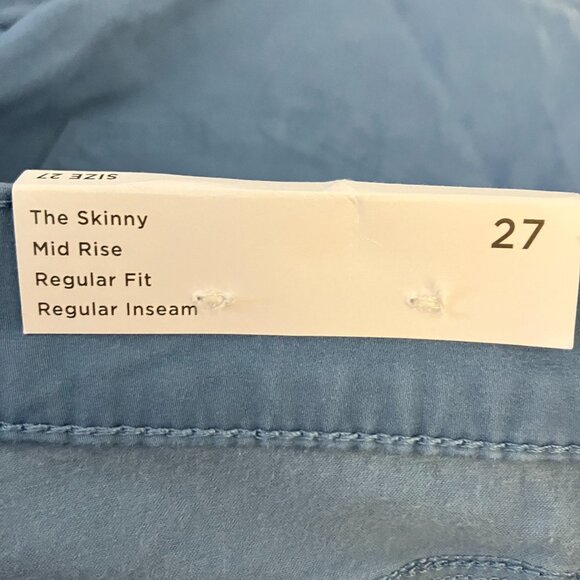 SIZE 27
The Skinny
27
Mid Rise
Regular Fit
Regular Inseam